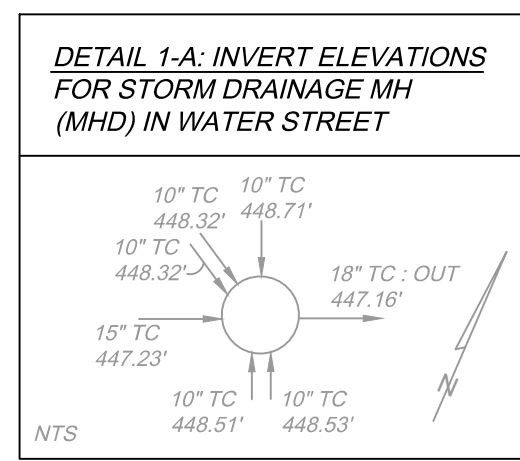 DETAIL 1-A: INVERT ELEVATIONS
FOR STORM DRAINAGE MH
(MHD) IN WATER STREET
10" TC
448.32'
10" TC
448.71'
10" TC
448.32'
18" TC : OUT
447.16'
15" TC
447.23'
10" TC
448.51'
10" TC
448.53'
N
NTS